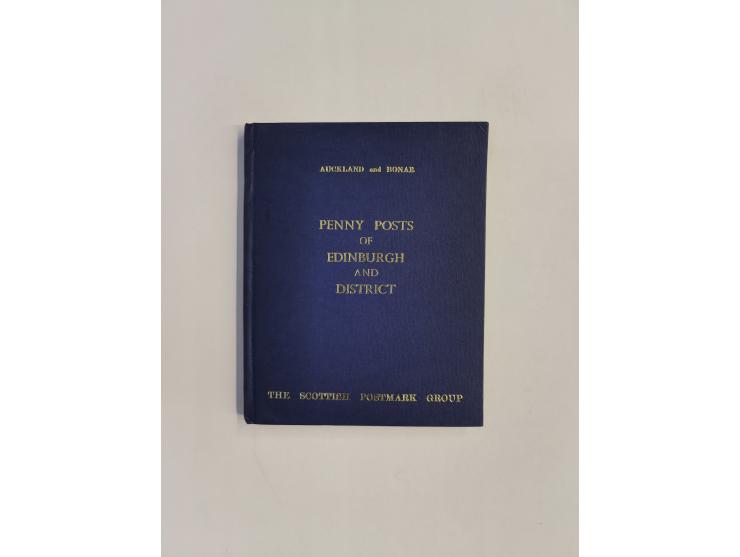 AUCKLAND and BONAR
PENNY POSTS
OF
EDINBURGH
AND
DISTRICT
THE SCOTTISH POSTMARK GROUP